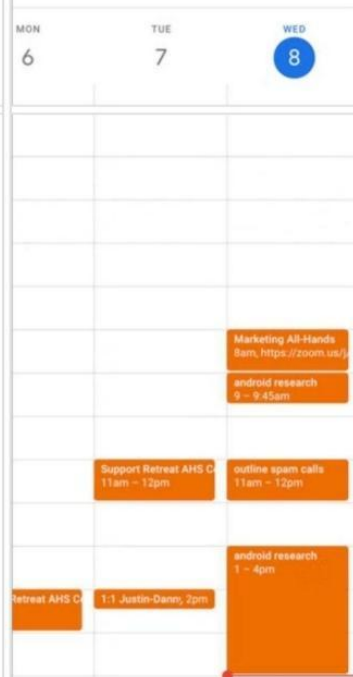 MON
6
TUE
7
WED
8
Marketing All-Hands
8am, https://zoom.us/j
android research
9 – 9:45am
Support Retreat AHS C
11am – 12pm
outline spam calls
11am – 12pm
android research
1 – 4pm
Retreat AHS C
1:1 Justin-Danny, 2pm